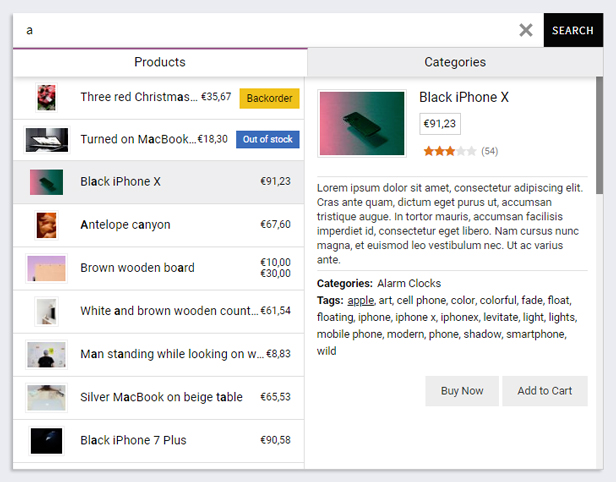 a
SEARCH
Products
Categories
Three red Christmas... €35,67 Backorder
Turned on MacBook... €18,30 Out of stock
Black iPhone X €91,23
Antelope canyon €67,60
Brown wooden board €10,00
€30,00
White and brown wooden count... €61,54
Man standing while looking on w... €8,83
Silver MacBook on beige table €65,53
Black iPhone 7 Plus €90,58
Black iPhone X
€91,23
(54)
Lorem ipsum dolor sit amet, consectetur adipiscing elit.
Cras ante quam, dictum eget purus ut, accumsan
tristique augue. In tortor mauris, accumsan facilisis
imperdiet id, consectetur eget libero. Nam cursus nunc
magna, et euismod leo vestibulum nec. Ut ac varius
ante.
Categories: Alarm Clocks
Tags: apple, art, cell phone, color, colorful, fade, float,
floating, iphone, iphone x, iphonex, levitate, light, lights,
mobile phone, modern, phone, shadow, smartphone,
wild
Buy Now
Add to Cart